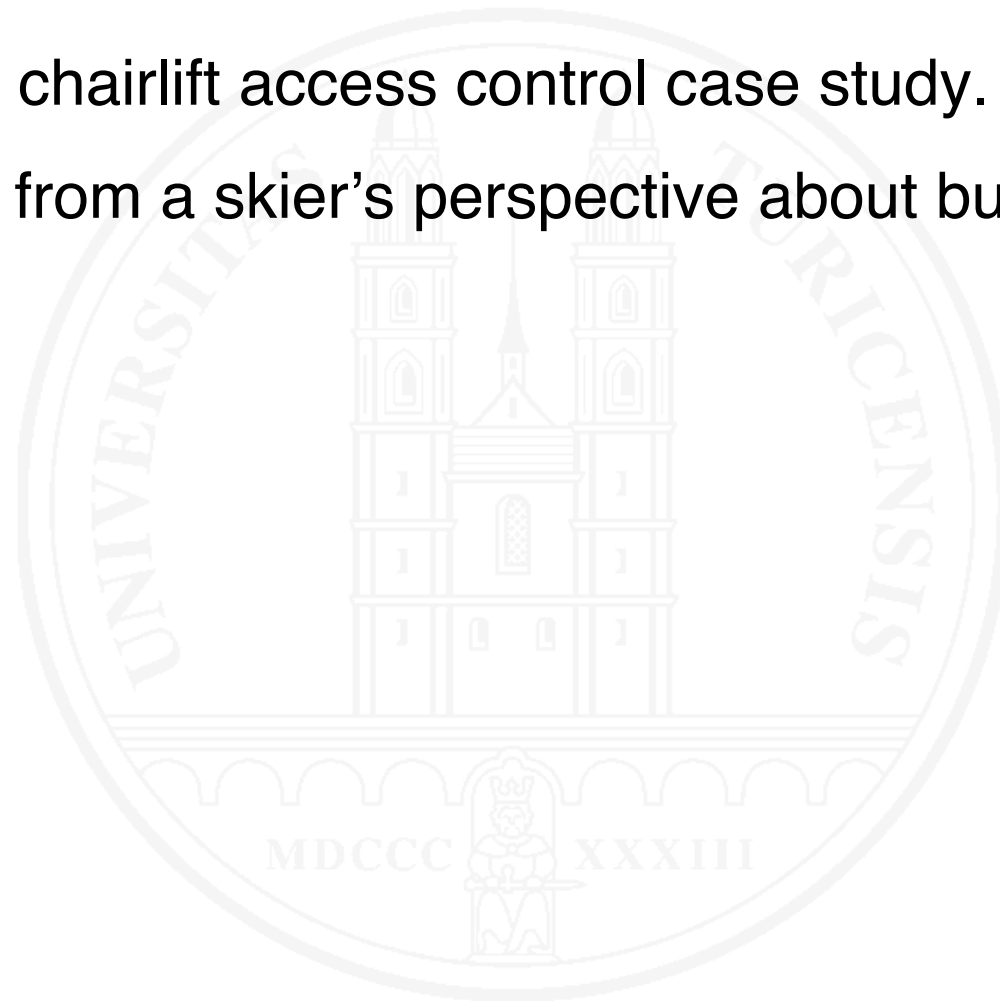 chairlift access control case study.
from a skier’s perspective about bu
UNIVERSITAS TURICENSIS
MDCCC XXXIII